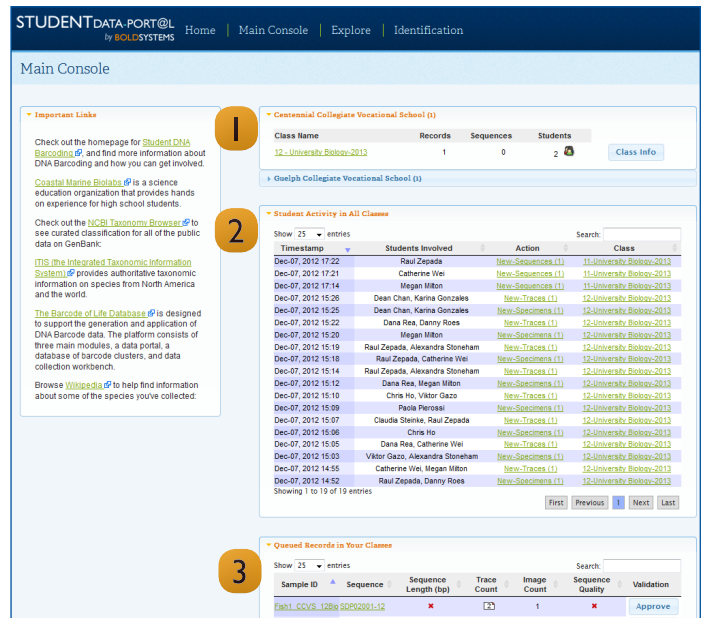 STUDENTDATA-PORT@L
by BOLDSYSTEMS
Home | Main Console | Explore | Identification
Main Console
Important Links
Check out the homepage for Student DNA
Barcoding, and find more information about
DNA Barcoding and how you can get involved.
Coastal Marine Biolabs is a science
education organization that provides hands
on experience for high school students.
Check out the NCBI Taxonomy Browser to
see curated classification for all of the public
data on GenBank:
ITIS (the Integrated Taxonomic Information
System) provides authoritative taxonomic
information on species from North America
and the world.
The Barcode of Life Database is designed
to support the generation and application of
DNA Barcode data. The platform consists of
three main modules, a data portal, a
database of barcode clusters, and data
collection workbench.
Browse Wikipedia to help find information
about some of the species you've collected:
1
Centennial Collegiate Vocational School (1)
Class Name Records Sequences Students
12 - University Biology-2013 1 0 2 Class Info
Guelph Collegiate Vocational School (1)
2
Student Activity in All Classes
Show 25 entries Search:
Timestamp Students Involved Action Class
Dec-07, 2012 17:22 Raul Zepada New-Sequences (1) 11-University Biology-2013
Dec-07, 2012 17:21 Catherine Wei New-Sequences (1) 11-University Biology-2013
Dec-07, 2012 17:14 Megan Milton New-Sequences (1) 11-University Biology-2013
Dec-07, 2012 15:26 Dean Chan, Karina Gonzales New-Traces (1) 12-University Biology-2013
Dec-07, 2012 15:25 Dean Chan, Karina Gonzales New-Specimens (1) 12-University Biology-2013
Dec-07, 2012 15:22 Dana Rea, Danny Roes New-Traces (1) 12-University Biology-2013
Dec-07, 2012 15:20 Megan Milton New-Specimens (1) 12-University Biology-2013
Dec-07, 2012 15:19 Raul Zepada, Alexandra Stoneham New-Traces (1) 12-University Biology-2013
Dec-07, 2012 15:18 Raul Zepada, Catherine Wei New-Specimens (1) 12-University Biology-2013
Dec-07, 2012 15:14 Raul Zepada, Alexandra Stoneham New-Traces (1) 12-University Biology-2013
Dec-07, 2012 15:12 Dana Rea, Megan Milton New-Specimens (1) 12-University Biology-2013
Dec-07, 2012 15:10 Chris Ho, Viktor Gazo New-Traces (1) 12-University Biology-2013
Dec-07, 2012 15:09 Paola Pierossi New-Specimens (1) 12-University Biology-2013
Dec-07, 2012 15:07 Claudia Steinke, Raul Zepada New-Specimens (1) 12-University Biology-2013
Dec-07, 2012 15:06 Chris Ho New-Specimens (1) 12-University Biology-2013
Dec-07, 2012 15:05 Dana Rea, Catherine Wei New-Traces (1) 12-University Biology-2013
Dec-07, 2012 15:03 Viktor Gazo, Alexandra Stoneham New-Specimens (1) 12-University Biology-2013
Dec-07, 2012 14:55 Catherine Wei, Megan Milton New-Traces (1) 12-University Biology-2013
Dec-07, 2012 14:52 Raul Zepada, Danny Roes New-Specimens (1) 12-University Biology-2013
Showing 1 to 19 of 19 entries
First Previous 1 Next Last
3
Queued Records in Your Classes
Show 25 entries Search:
Sample ID Sequence Sequence Length (bp) Trace Count Image Count Sequence Quality Validation
Fish1_CCVS_12Bio SDP02001-12 2 1 Approve